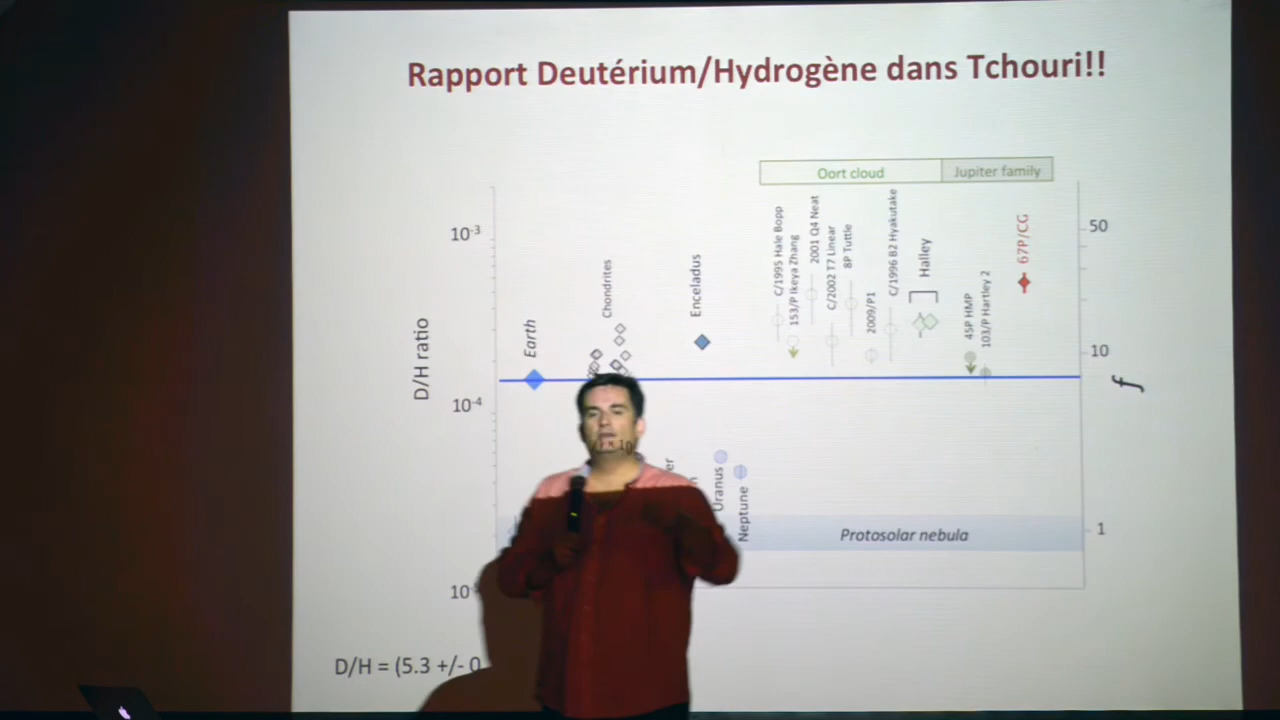 Rapport Deutérium/Hydrogène dans Tchouri!!
Oort cloud
Jupiter family
10-3
10-4
10-
D/H ratio
Earth
Chondrites
Enceladus
C/1995 Hale Bopp
153/P Ikeya Zhang
2001 Q4 Neat
C/2002 T7 Linear
8P Tuttle
2009/P1
C/1996 B2 Hyakutake
Halley
45P HMP
103/P Hartley 2
67P/CG
50
10
1
f
Uranus
Neptune
Protosolar nebula
D/H = (5.3 +/- 0